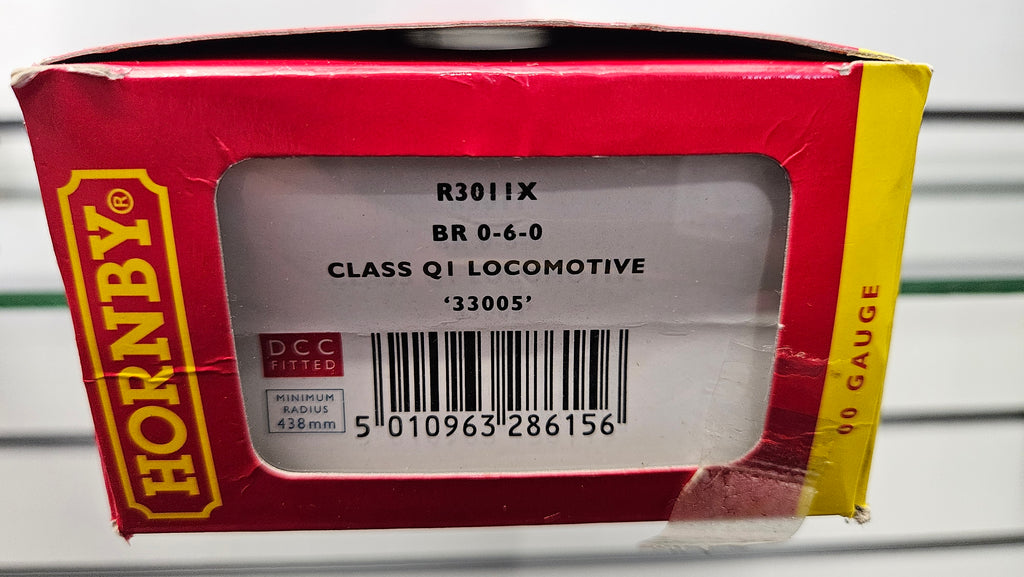 HORNBY®
R3011X
BR 0-6-0
CLASS Q1 LOCOMOTIVE
‘33005’
DCC
FITTED
MINIMUM
RADIUS
438mm
5 010963 286156
00 GAUGE